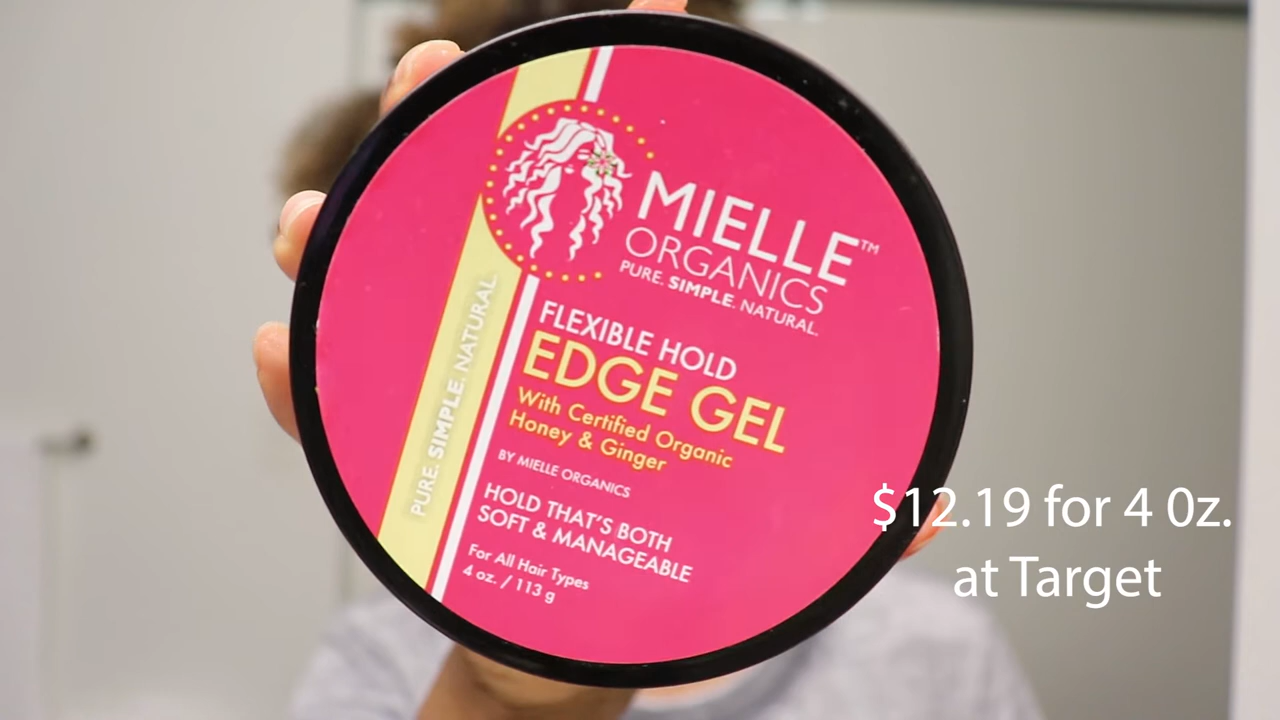 MIELLE™
ORGANICS
PURE. SIMPLE. NATURAL.
PURE. SIMPLE. NATURAL.
FLEXIBLE HOLD
EDGE GEL
With Certified Organic
Honey & Ginger
BY MIELLE ORGANICS
HOLD THAT'S BOTH
SOFT & MANAGEABLE
For All Hair Types
4 oz. / 113 g
$12.19 for 4 Oz.
at Target